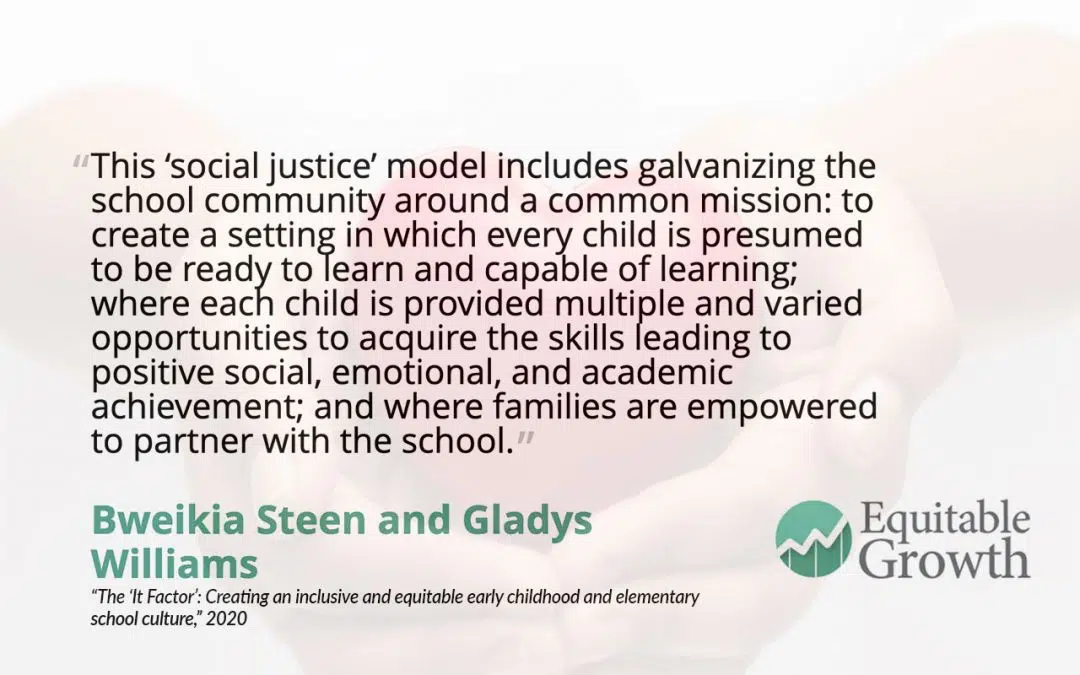 “This ‘social justice’ model includes galvanizing the
school community around a common mission: to
create a setting in which every child is presumed
to be ready to learn and capable of learning;
where each child is provided multiple and varied
opportunities to acquire the skills leading to
positive social, emotional, and academic
achievement; and where families are empowered
to partner with the school.”
Bweikia Steen and Gladys
Williams
“The ‘It Factor’: Creating an inclusive and equitable early childhood and elementary
school culture,” 2020
Equitable
Growth